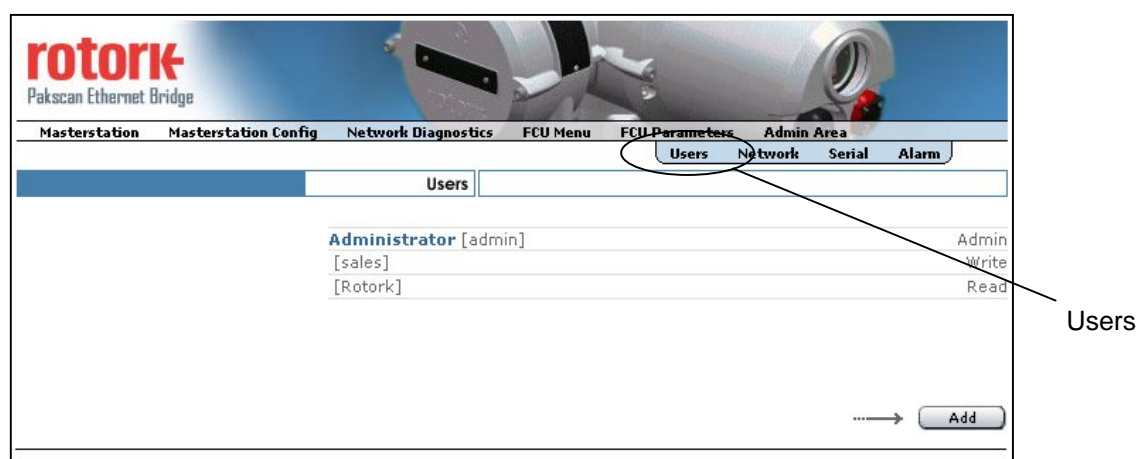 rotork
Pakscan Ethernet Bridge
Masterstation Masterstation Config Network Diagnostics FCU Menu FCU Parameters Admin Area
Users Network Serial Alarm
Users
Administrator [admin] Admin
[sales] Write
[Rotork] Read
Users
Add